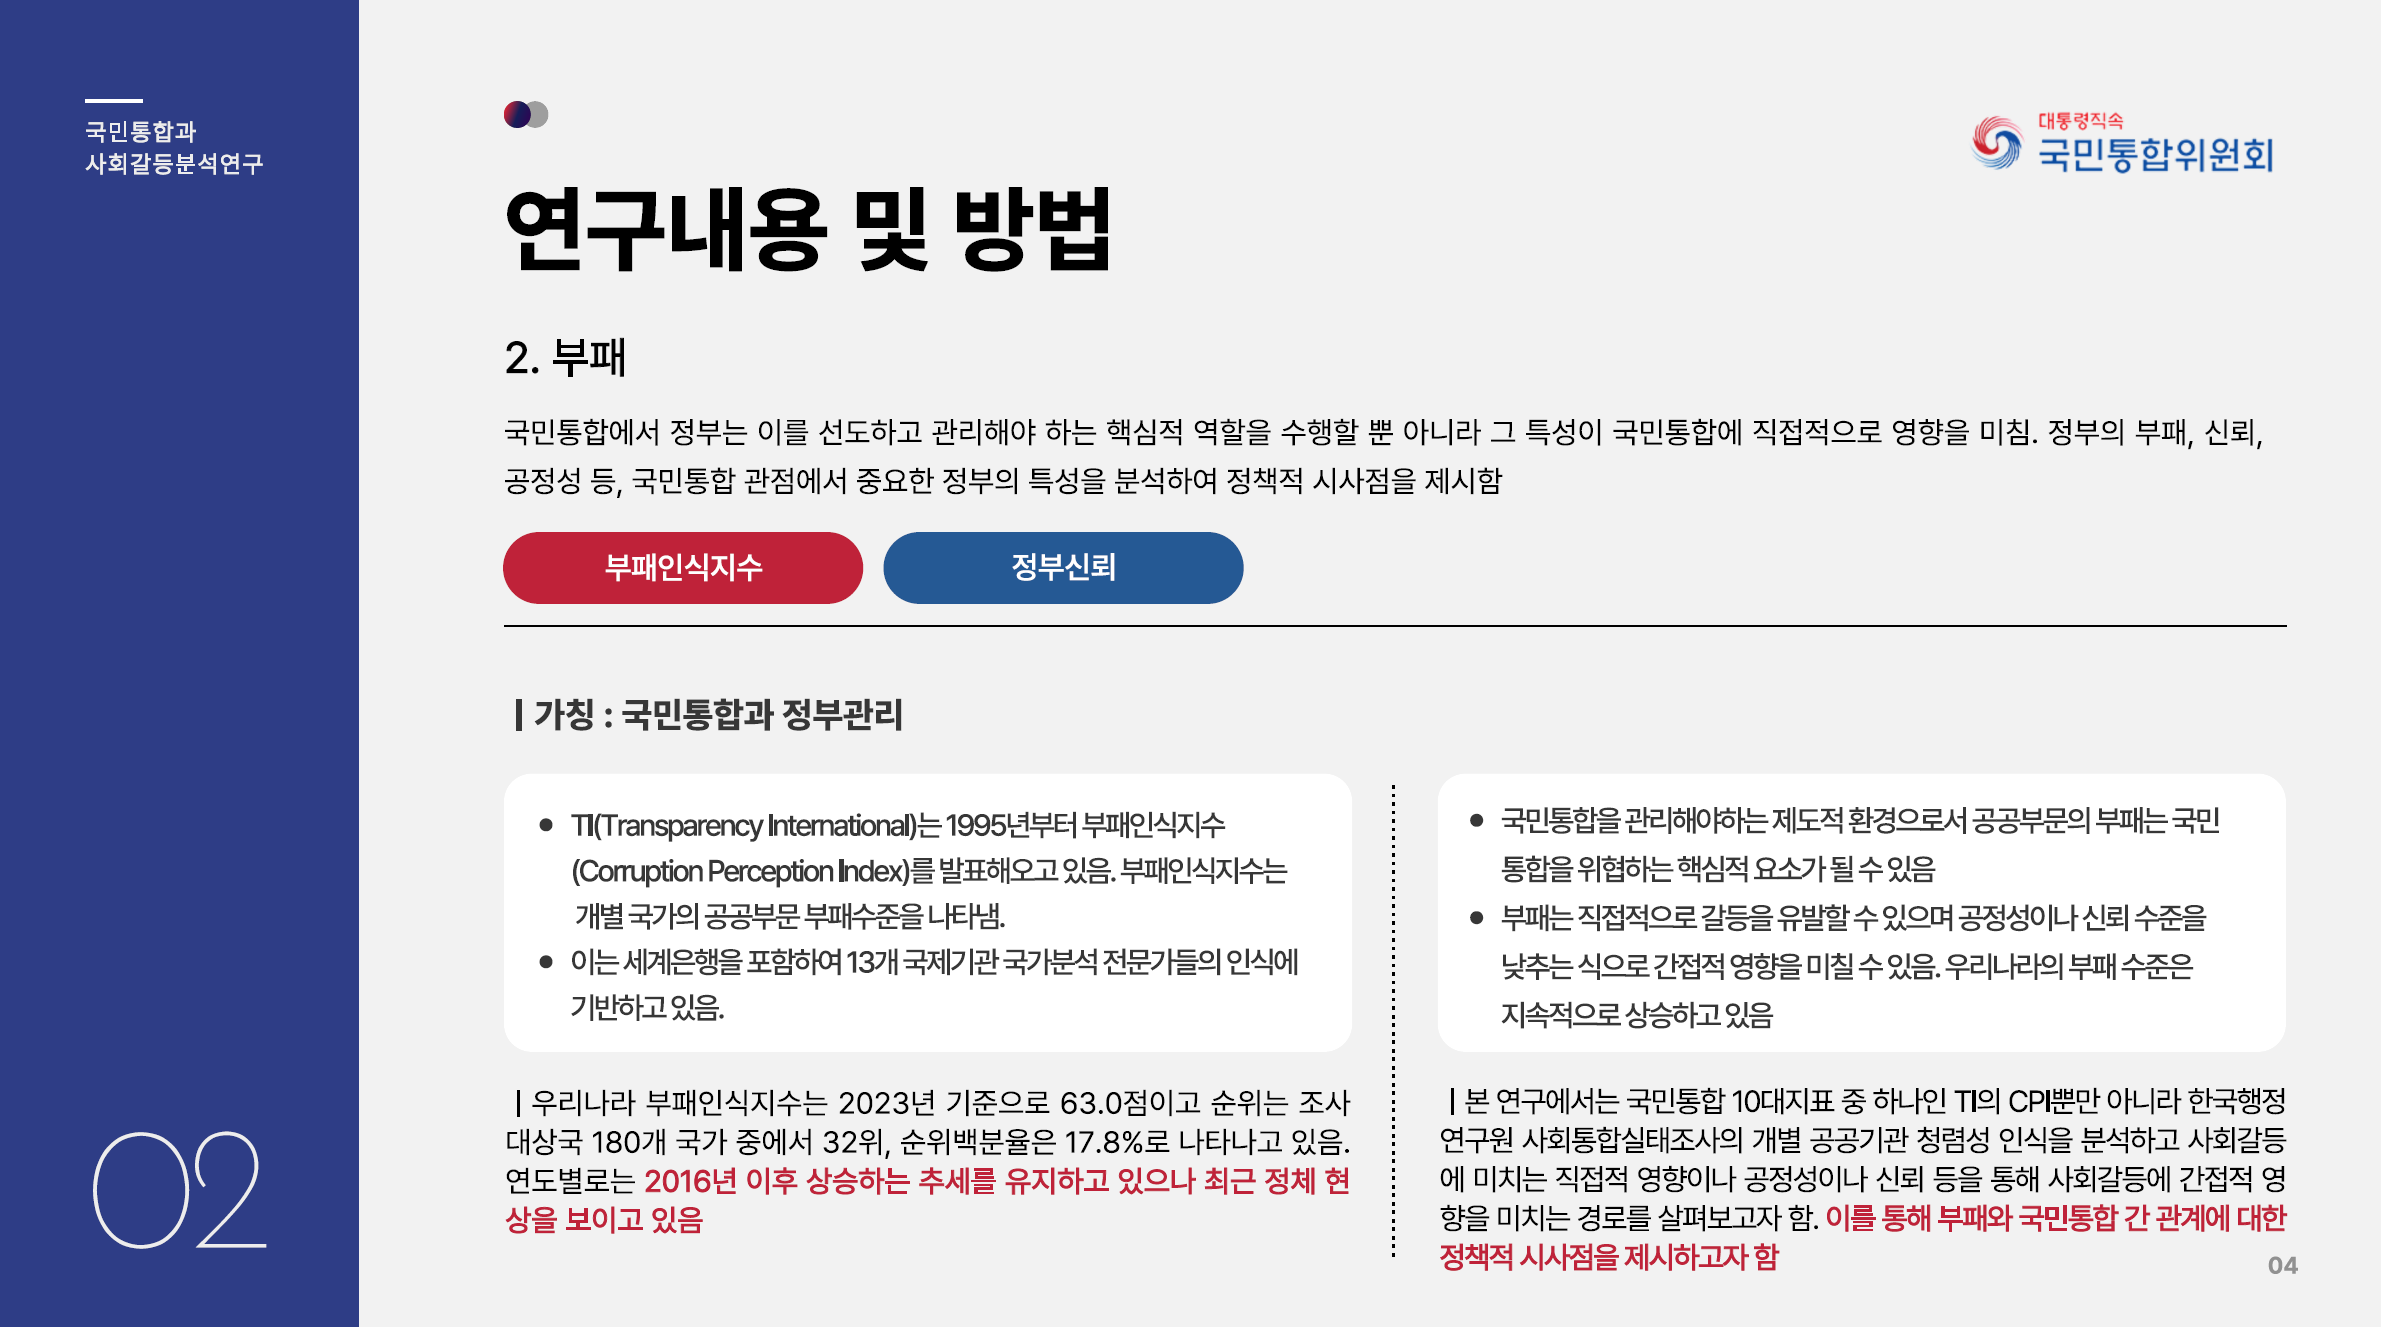 국민통합과
사회갈등분석연구
대통령직속
국민통합위원회
연구내용 및 방법
2. 부패
국민통합에서 정부는 이를 선도하고 관리해야 하는 핵심적 역할을 수행할 뿐 아니라 그 특성이 국민통합에 직접적으로 영향을 미침. 정부의 부패, 신뢰,
공정성 등, 국민통합 관점에서 중요한 정부의 특성을 분석하여 정책적 시사점을 제시함
부패인식지수
정부신뢰
┃가칭 : 국민통합과 정부관리
● TI(Transparency International)는 1995년부터 부패인식지수
(Corruption Perception Index)를 발표해오고 있음. 부패인식지수는
개별 국가의 공공부문 부패수준을 나타냄.
● 이는 세계은행을 포함하여 13개 국제기관 국가분석 전문가들의 인식에
기반하고 있음.
┃우리나라 부패인식지수는 2023년 기준으로 63.0점이고 순위는 조사
대상국 180개 국가 중에서 32위, 순위백분율은 17.8%로 나타나고 있음.
연도별로는 2016년 이후 상승하는 추세를 유지하고 있으나 최근 정체 현
상을 보이고 있음
● 국민통합을 관리해야하는 제도적 환경으로서 공공부문의 부패는 국민
통합을 위협하는 핵심적 요소가 될 수 있음
● 부패는 직접적으로 갈등을 유발할 수 있으며 공정성이나 신뢰 수준을
낮추는 식으로 간접적 영향을 미칠 수 있음. 우리나라의 부패 수준은
지속적으로 상승하고 있음
┃본 연구에서는 국민통합 10대지표 중 하나인 TI의 CPI뿐만 아니라 한국행정
연구원 사회통합실태조사의 개별 공공기관 청렴성 인식을 분석하고 사회갈등
에 미치는 직접적 영향이나 공정성이나 신뢰 등을 통해 사회갈등에 간접적 영
향을 미치는 경로를 살펴보고자 함. 이를 통해 부패와 국민통합 간 관계에 대한
정책적 시사점을 제시하고자 함
02
04